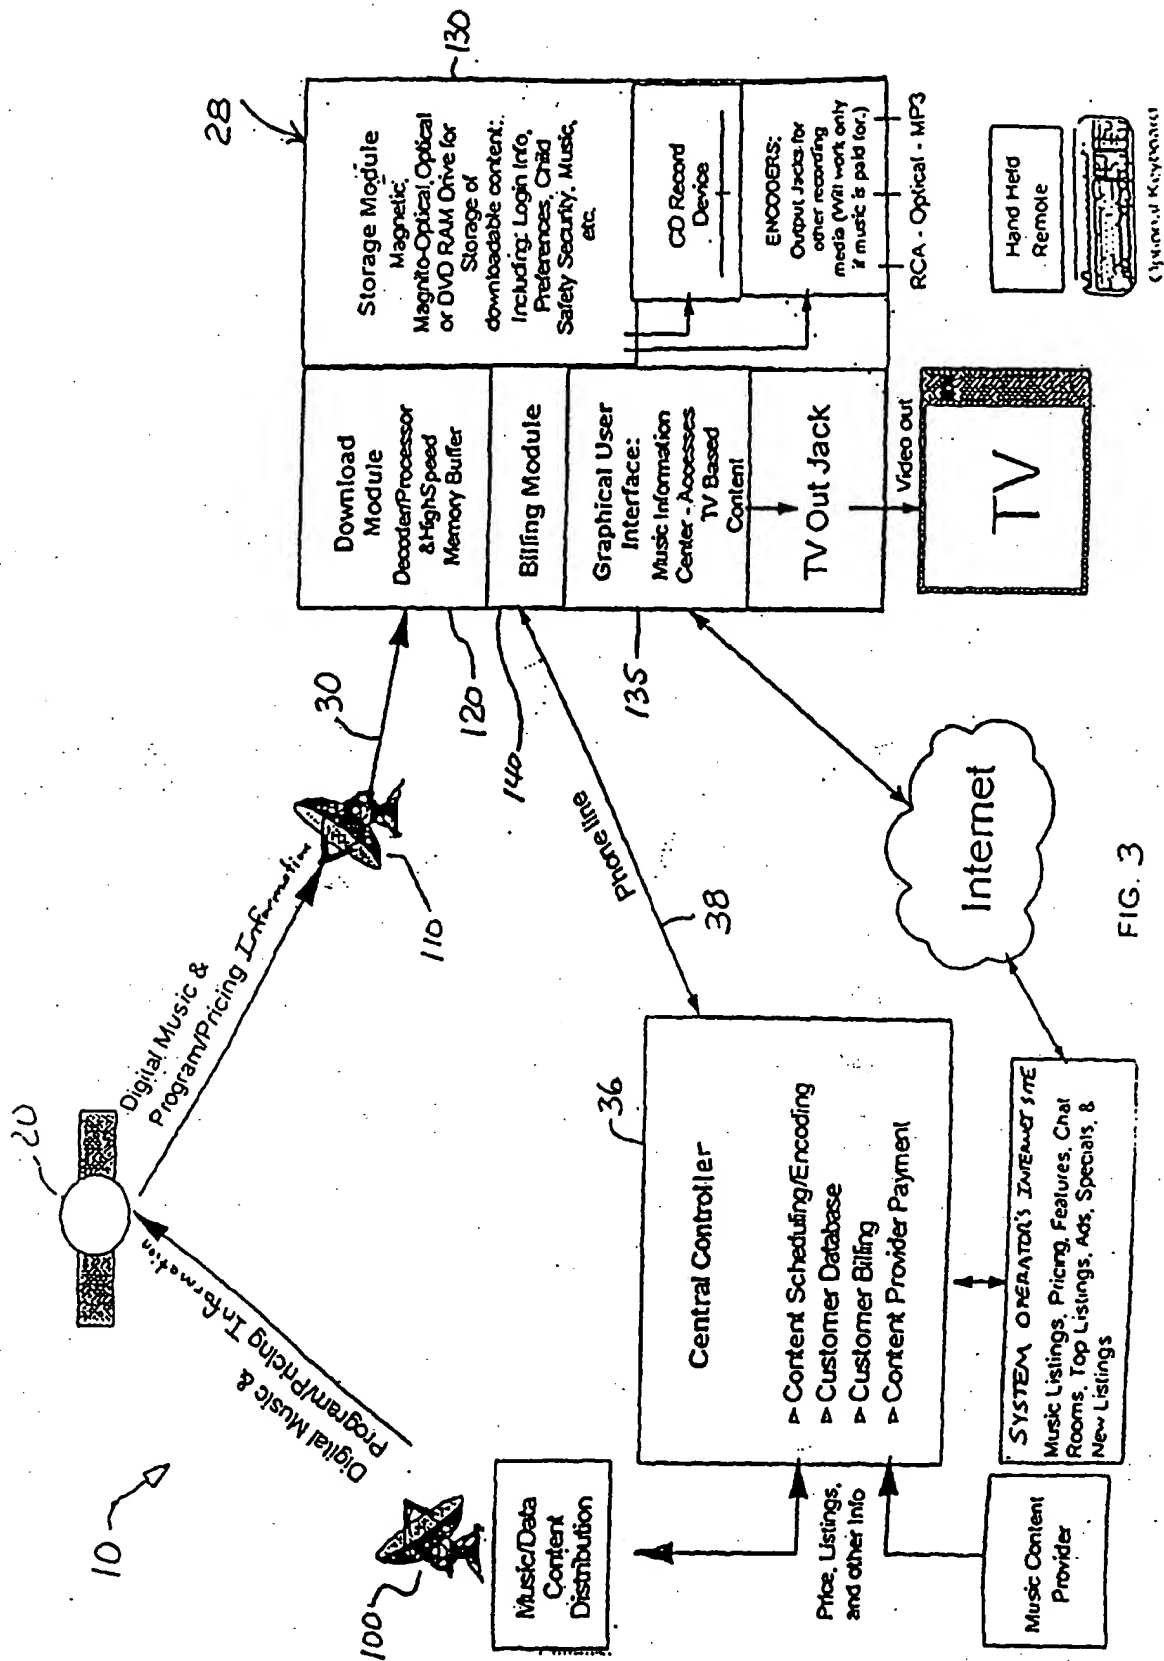 10
20
Digital Music &
Program/Pricing Information
Digital Music &
Program/Pricing Information
100
110
30
Music/Data
Content
Distribution
Price, Listings,
and other Info
Music Content
Provider
36
Central Controller
Content Scheduling/Encoding
Customer Database
Customer Billing
Content Provider Payment
SYSTEM OPERATOR'S INTERNET SITE
Music Listings, Pricing, Features, Chat
Rooms, Top Listings, Ads, Specials, &
New Listings
Phone line
38
Internet
28
130
Download
Module
Decoder/Processor
& High Speed
Memory Buffer
120
140
Billing Module
Graphical User
Interface:
Music Information
Center - Accesses
TV Based
Content
135
TV Out Jack
Video out
TV
Storage Module
Magnetic,
Magnito-Optical, Optical
or DVD RAM Drive for
Storage of
downloadable content:
Including: Login Info,
Preferences, Child
Safety Security, Music,
etc.
CD Record
Device
ENCODERS:
Output Jacks for
other recording
media (Will work only
if music is paid for.)
RCA - Optical - MP3
Hand Held
Remote
Keyboard
FIG. 3